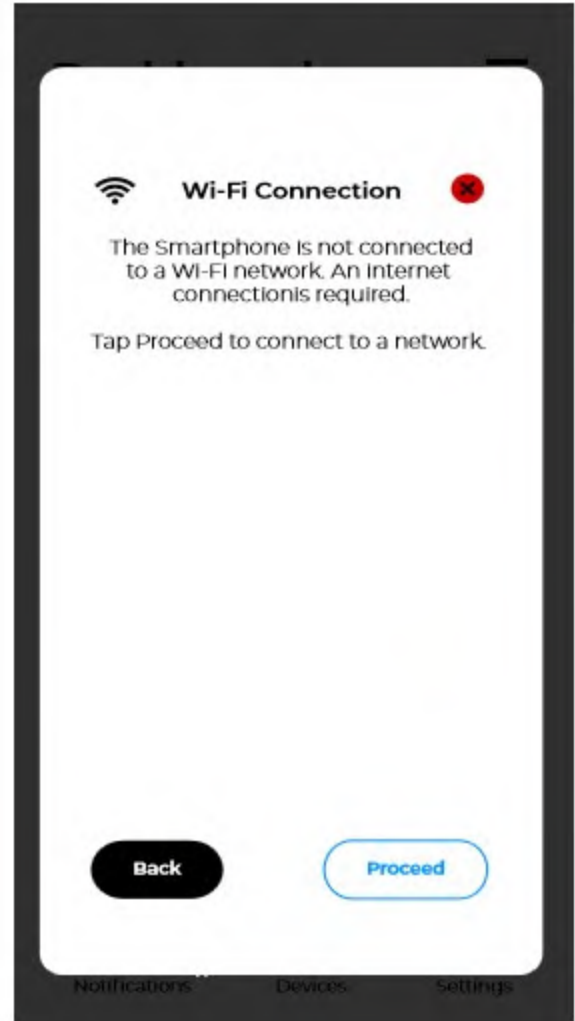 Wi-Fi Connection
The Smartphone is not connected
to a Wi-Fi network. An internet
connectionis required.
Tap Proceed to connect to a network.
Back
Proceed
Notifications
Devices
Settings